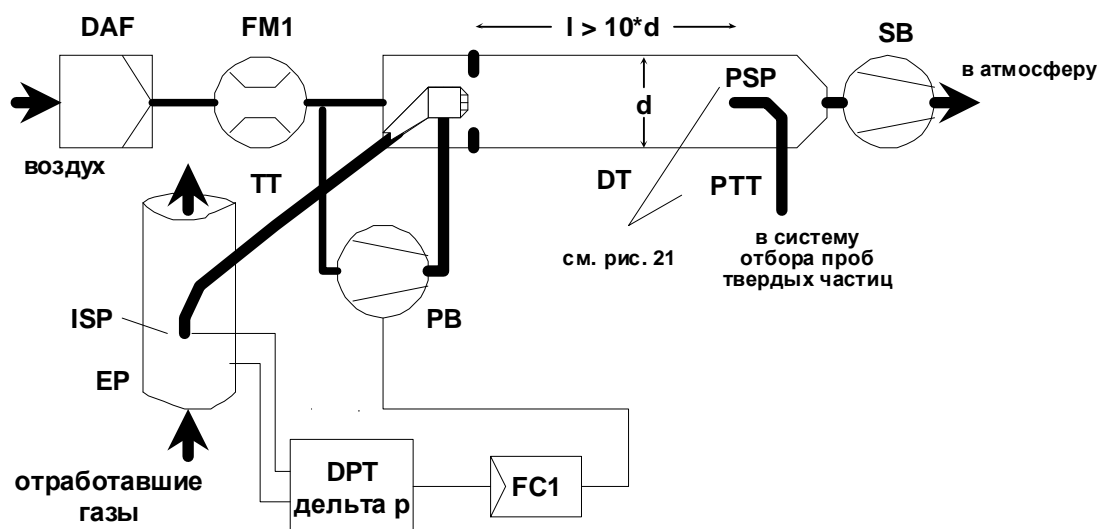 DAF
FM1
l > 10*d
SB
в атмосферу
PSP
d
воздух
TT
DT
PTT
см. рис. 21
в систему
отбора проб
твердых частиц
ISP
PB
EP
отработавшие
газы
DPT
дельта p
FC1